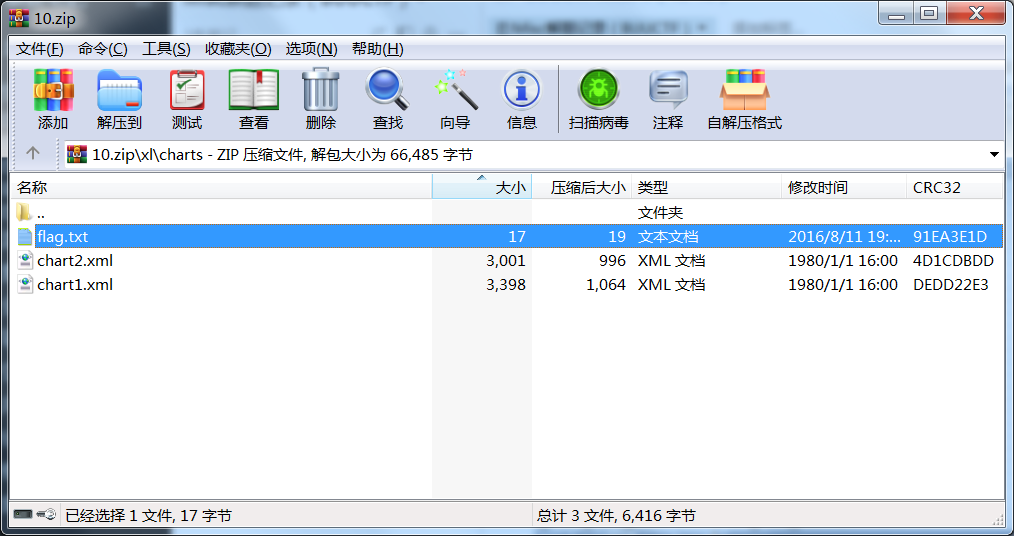 10.zip
文件(F) 命令(C) 工具(S) 收藏夹(O) 选项(N) 帮助(H)
添加 解压到 测试 查看 删除 查找 向导 信息 扫描病毒 注释 自解压格式
10.zip\xl\charts - ZIP 压缩文件, 解包大小为 66,485 字节
名称 大小 压缩后大小 类型 修改时间 CRC32
.. 文件夹
flag.txt 17 19 文本文档 2016/8/11 19:... 91EA3E1D
chart2.xml 3,001 996 XML 文档 1980/1/1 16:00 4D1CDBDD
chart1.xml 3,398 1,064 XML 文档 1980/1/1 16:00 DEDD22E3
已经选择 1 文件, 17 字节 总计 3 文件, 6,416 字节